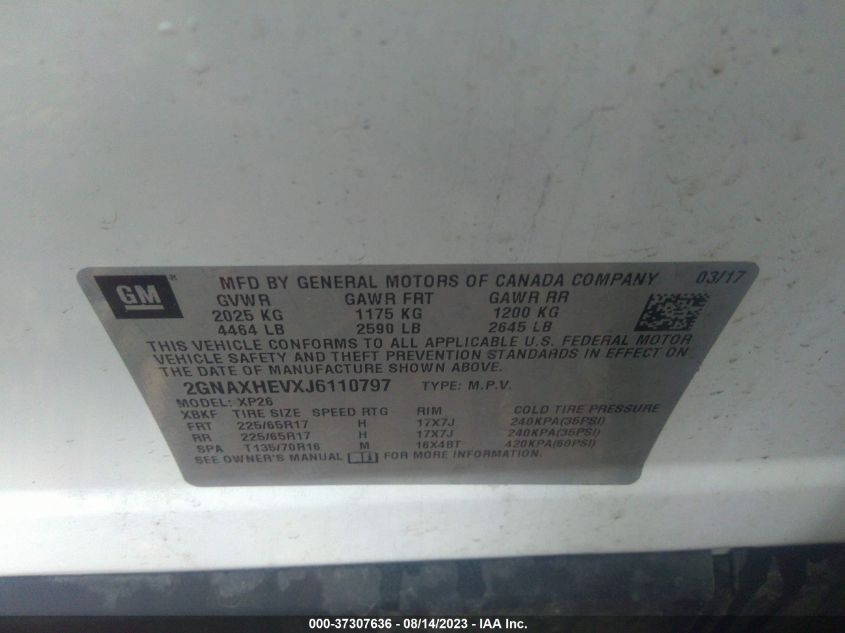 GM
MFD BY GENERAL MOTORS OF CANADA COMPANY 03/17
GVWR GAWR FRT GAWR RR
2025 KG 1175 KG 1200 KG
4464 LB 2590 LB 2645 LB
THIS VEHICLE CONFORMS TO ALL APPLICABLE U.S. FEDERAL MOTOR
VEHICLE SAFETY AND THEFT PREVENTION STANDARDS IN EFFECT ON
THE DATE OF MANUFACTURE SHOWN ABOVE.
2GNAXHEVXJ6110797 TYPE: M.P.V.
MODEL: XP26
XBKF TIRE SIZE SPEED RTG RIM COLD TIRE PRESSURE
FRT 225/65R17 H 17X7J 240KPA(35PSI)
RR 225/65R17 H 17X7J 240KPA(35PSI)
SPA T135/70R16 M 16X4BT 420KPA(60PSI)
SEE OWNER'S MANUAL FOR MORE INFORMATION.
000-37307636 - 08/14/2023 - IAA Inc.